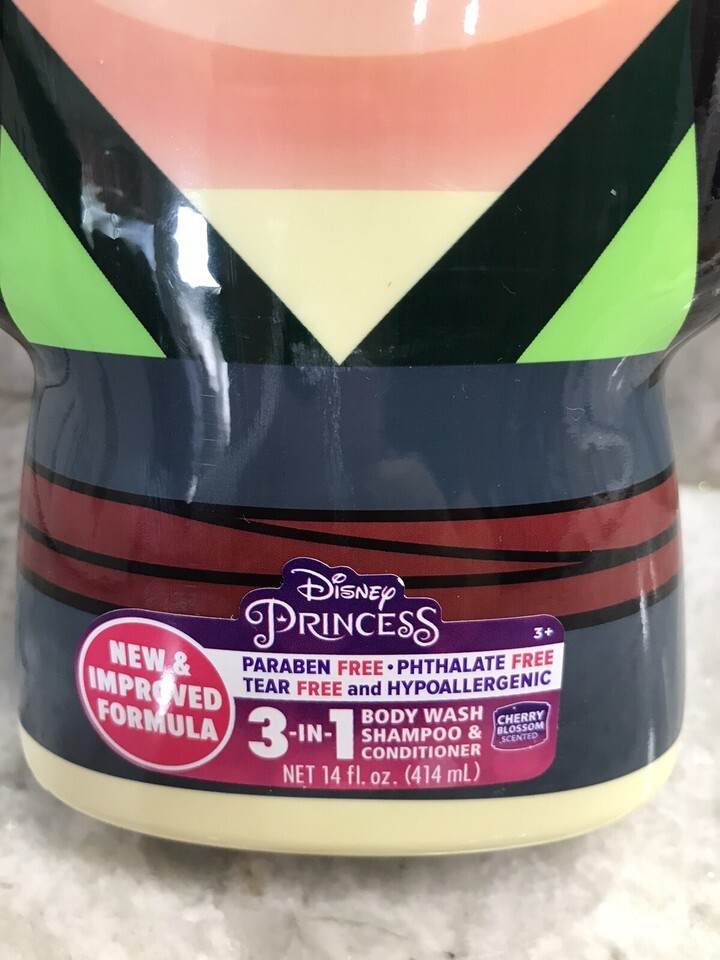 Disney
PRINCESS
3+
NEW &
IMPROVED
FORMULA
PARABEN FREE • PHTHALATE FREE
TEAR FREE and HYPOALLERGENIC
3-IN-1
BODY WASH
SHAMPOO &
CONDITIONER
CHERRY
BLOSSOM
SCENTED
NET 14 fl. oz. (414 mL)